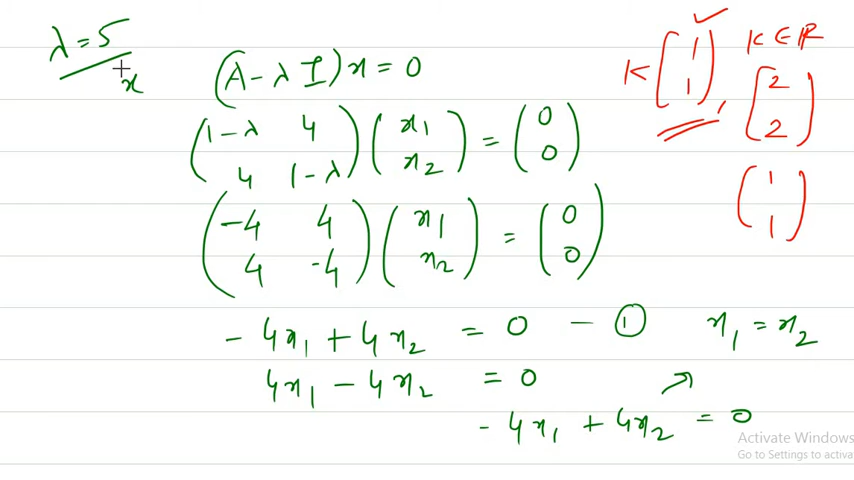 λ = 5
x
(A - λ I) x = 0
K (1 1), K ∈ ℝ
(2 2)
(1 1)
(1-λ 4 4 1-λ) (x₁ x₂) = (0 0)
(-4 4 4 -4) (x₁ x₂) = (0 0)
- 4x₁ + 4x₂ = 0 - ① x₁ = x₂
4x₁ - 4x₂ = 0
- 4x₁ + 4x₂ = 0
Activate Windows
Go to Settings to activa